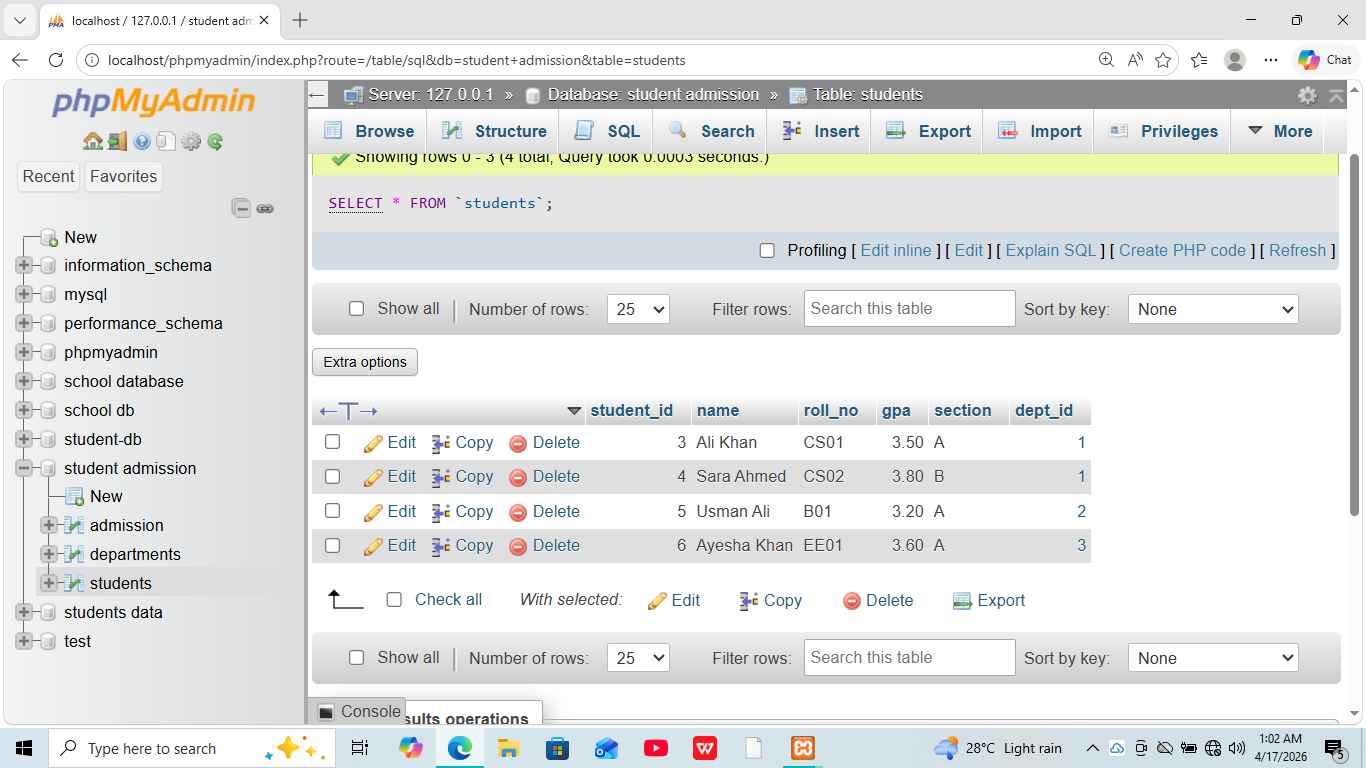 localhost / 127.0.0.1 / student adm
localhost/phpmyadmin/index.php?route=/table/sql&db=student+admission&table=students
Chat
phpMyAdmin
Recent
Favorites
New
information_schema
mysql
performance_schema
phpmyadmin
school database
school db
student-db
student admission
New
admission
departments
students
students data
test
Server: 127.0.0.1 » Database: student admission » Table: students
Browse Structure SQL Search Insert Export Import Privileges More
Showing rows 0 - 3 (4 total, Query took 0.0003 seconds.)
SELECT * FROM `students`;
Profiling [ Edit inline ] [ Edit ] [ Explain SQL ] [ Create PHP code ] [ Refresh ]
Show all Number of rows: 25 Filter rows: Search this table Sort by key: None
Extra options
student_id name roll_no gpa section dept_id
Edit Copy Delete 3 Ali Khan CS01 3.50 A 1
Edit Copy Delete 4 Sara Ahmed CS02 3.80 B 1
Edit Copy Delete 5 Usman Ali B01 3.20 A 2
Edit Copy Delete 6 Ayesha Khan EE01 3.60 A 3
Check all With selected: Edit Copy Delete Export
Show all Number of rows: 25 Filter rows: Search this table Sort by key: None
Console
sults operations
Type here to search
28°C Light rain
1:02 AM
4/17/2026
5